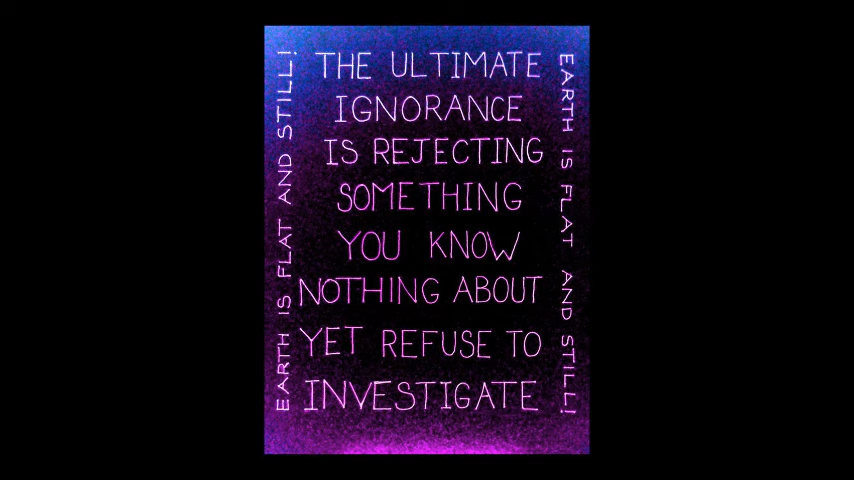 EARTH IS FLAT AND STILL!
THE ULTIMATE
IGNORANCE
IS REJECTING
SOMETHING
YOU KNOW
NOTHING ABOUT
YET REFUSE TO
INVESTIGATE
EARTH IS FLAT AND STILL!